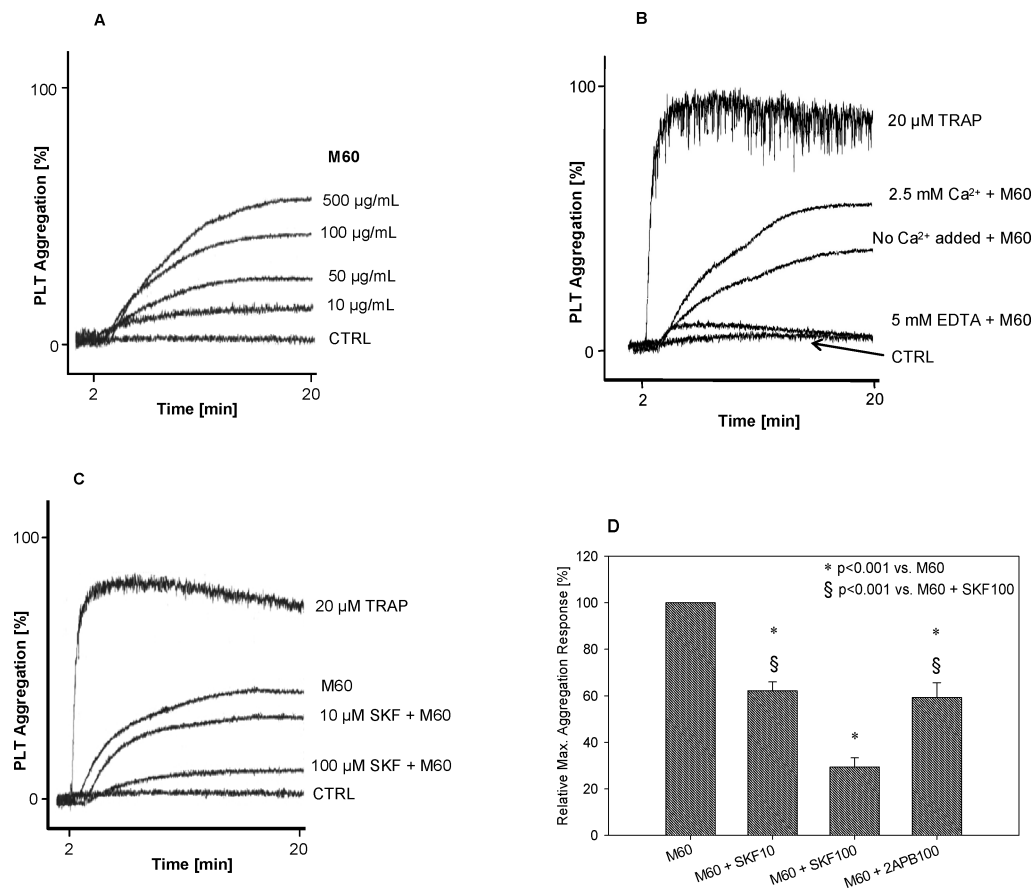 A
PLT Aggregation [%]
100
0
M60
500 µg/mL
100 µg/mL
50 µg/mL
10 µg/mL
CTRL
2
20
Time [min]
B
PLT Aggregation [%]
100
0
20 µM TRAP
2.5 mM Ca²⁺ + M60
No Ca²⁺ added + M60
5 mM EDTA + M60
CTRL
2
20
Time [min]
C
PLT Aggregation [%]
100
0
20 µM TRAP
M60
10 µM SKF + M60
100 µM SKF + M60
CTRL
2
20
Time [min]
D
Relative Max. Aggregation Response [%]
120
100
80
60
40
20
0
* p<0.001 vs. M60
§ p<0.001 vs. M60 + SKF100
*
§
*
*
§
M60
M60 + SKF10
M60 + SKF100
M60 + 2APB100